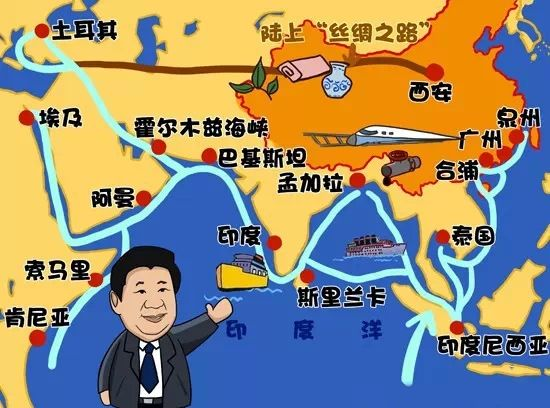 土耳其
陆上“丝绸之路”
西安
埃及
泉州
霍尔木兹海峡
广州
巴基斯坦
合浦
孟加拉
阿曼
印度
泰国
索马里
斯里兰卡
肯尼亚
印度洋
印度尼西亚